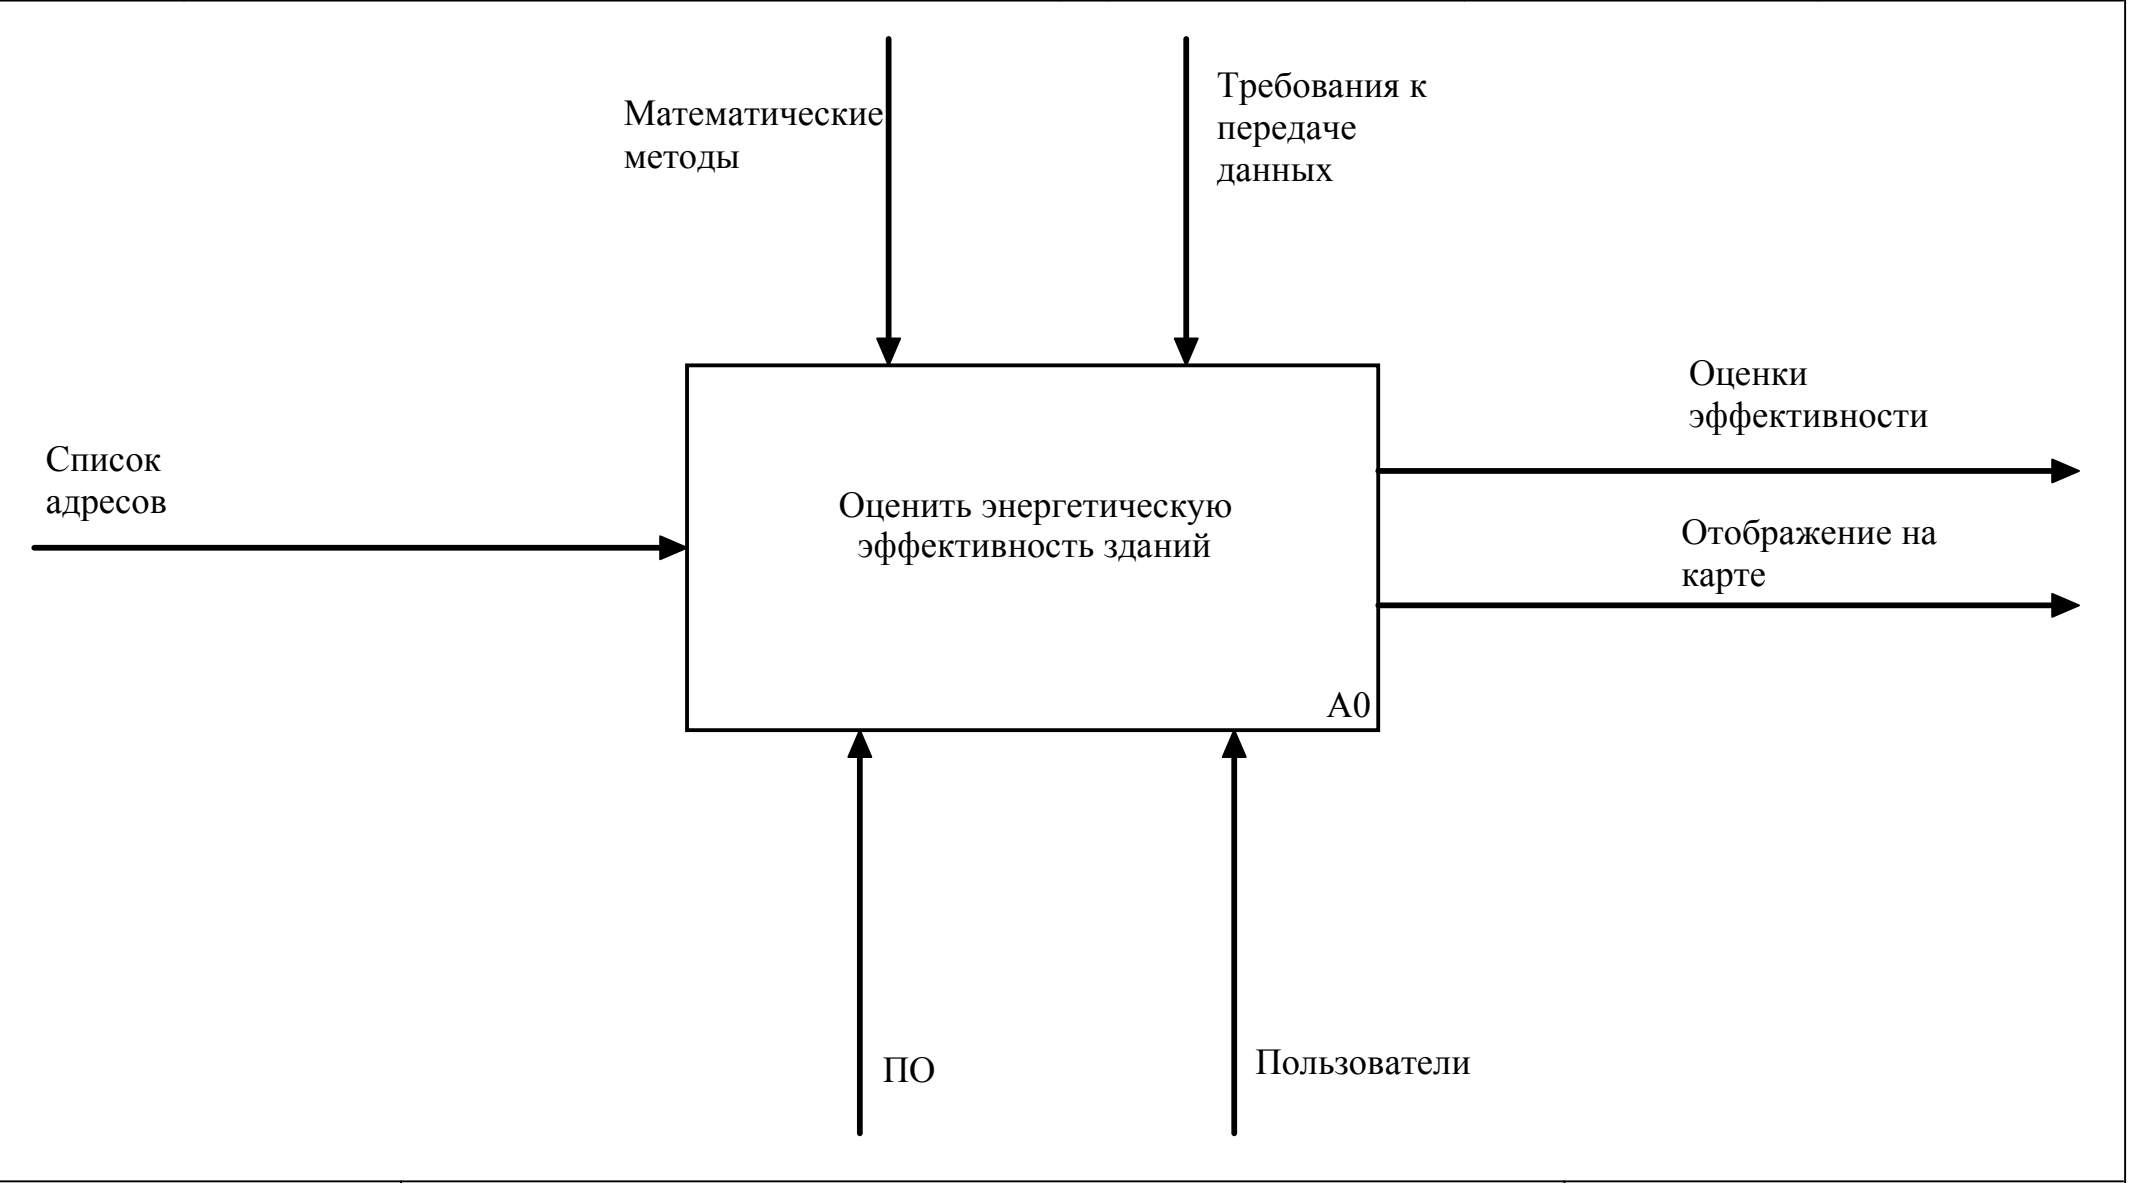 Математические
методы
Требования к
передаче
данных
Оценки
эффективности
Список
адресов
Оценить энергетическую
эффективность зданий
Отображение на
карте
A0
ПО
Пользователи